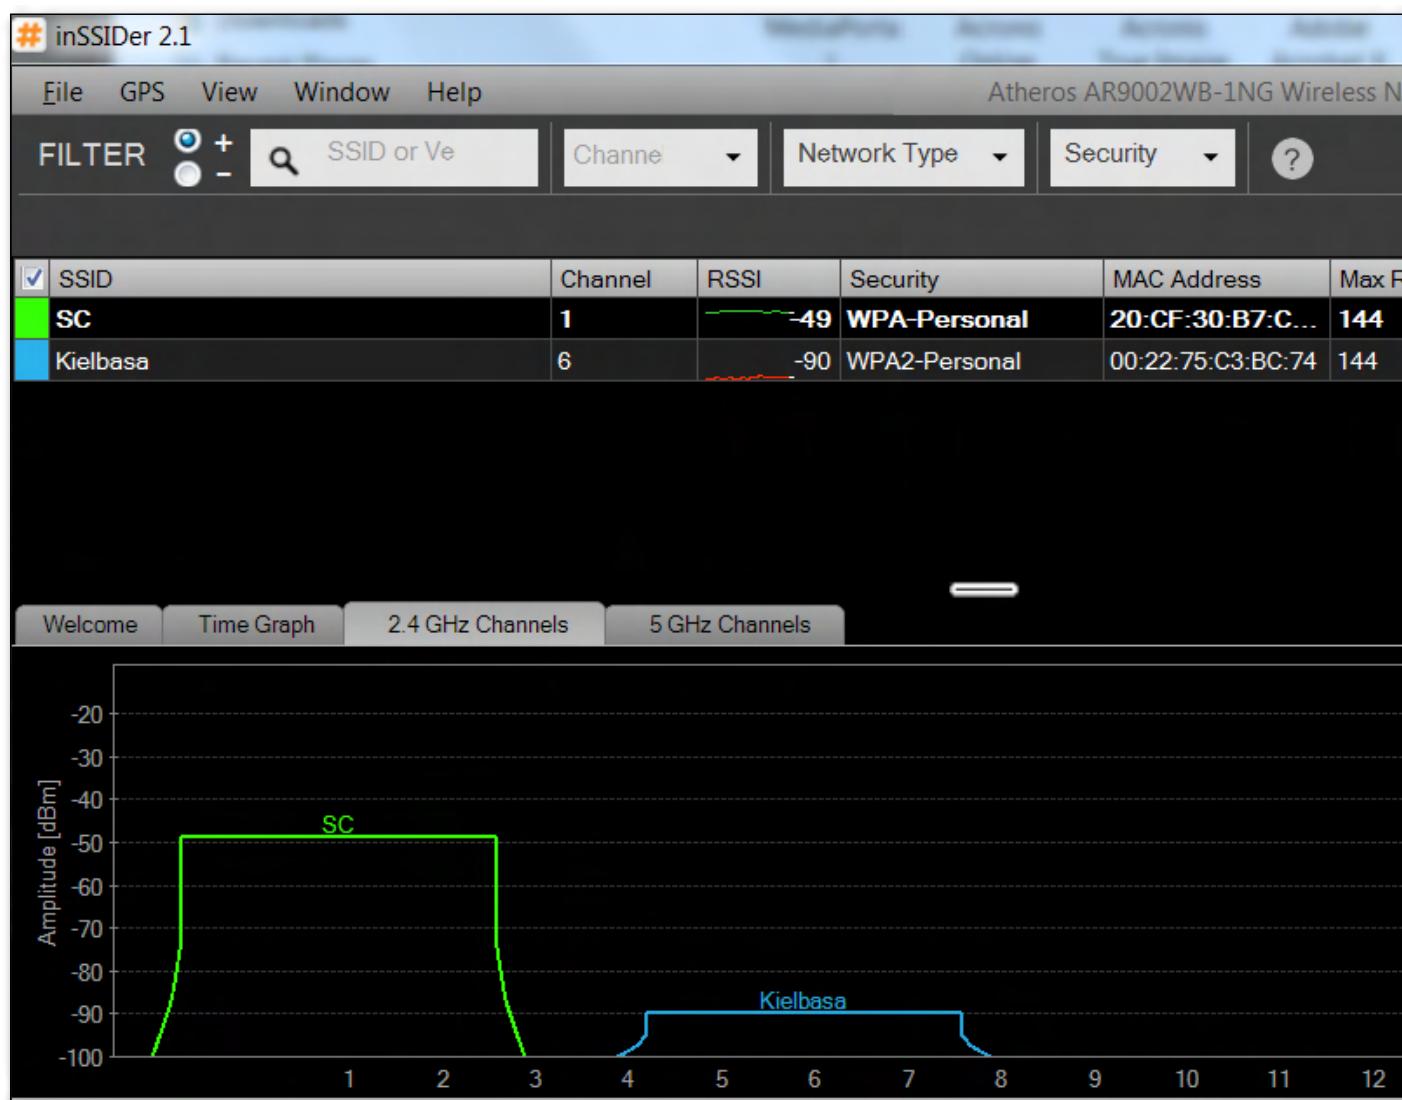 inSSIDer 2.1
File GPS View Window Help Atheros AR9002WB-1NG Wireless N
FILTER + - SSID or Ve Channe Network Type Security ?
SSID Channel RSSI Security MAC Address Max R
SC 1 -49 WPA-Personal 20:CF:30:B7:C... 144
Kielbasa 6 -90 WPA2-Personal 00:22:75:C3:BC:74 144
Welcome Time Graph 2.4 GHz Channels 5 GHz Channels
Amplitude [dBm]
-20
-30
-40
SC
-50
-60
-70
-80
Kielbasa
-90
-100
1 2 3 4 5 6 7 8 9 10 11 12